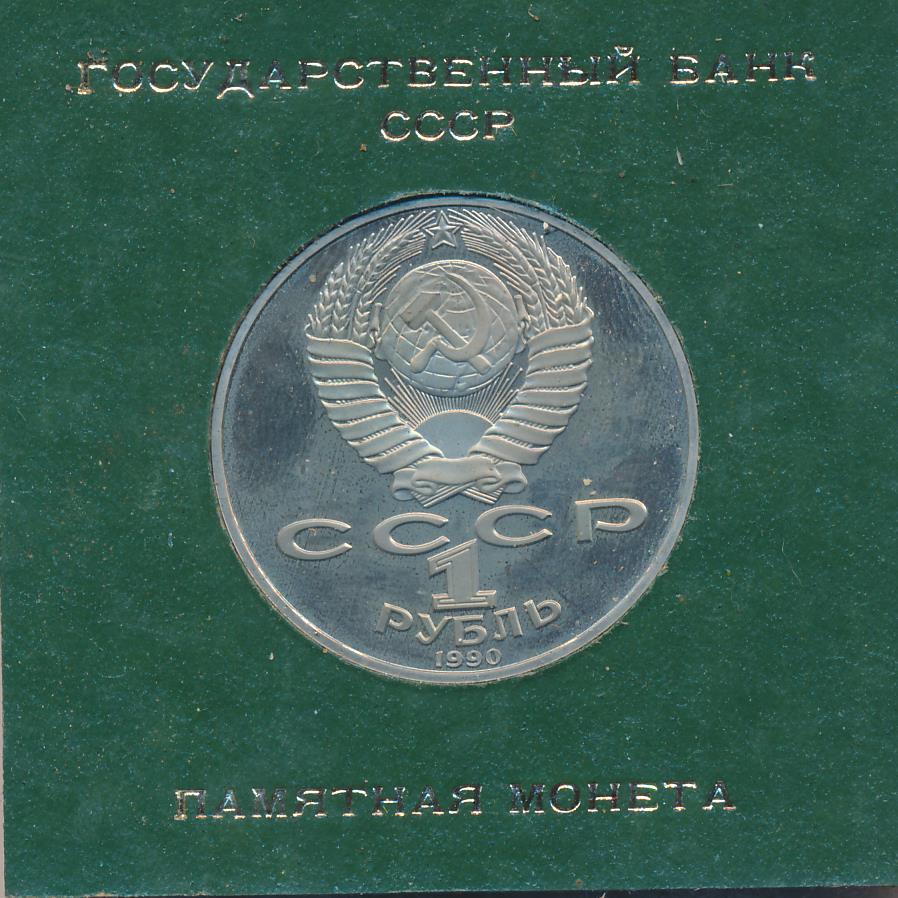 ГОСУДАРСТВЕННЫЙ БАНК
СССР
СССР
1
РУБЛЬ
1990
ПАМЯТНАЯ МОНЕТА